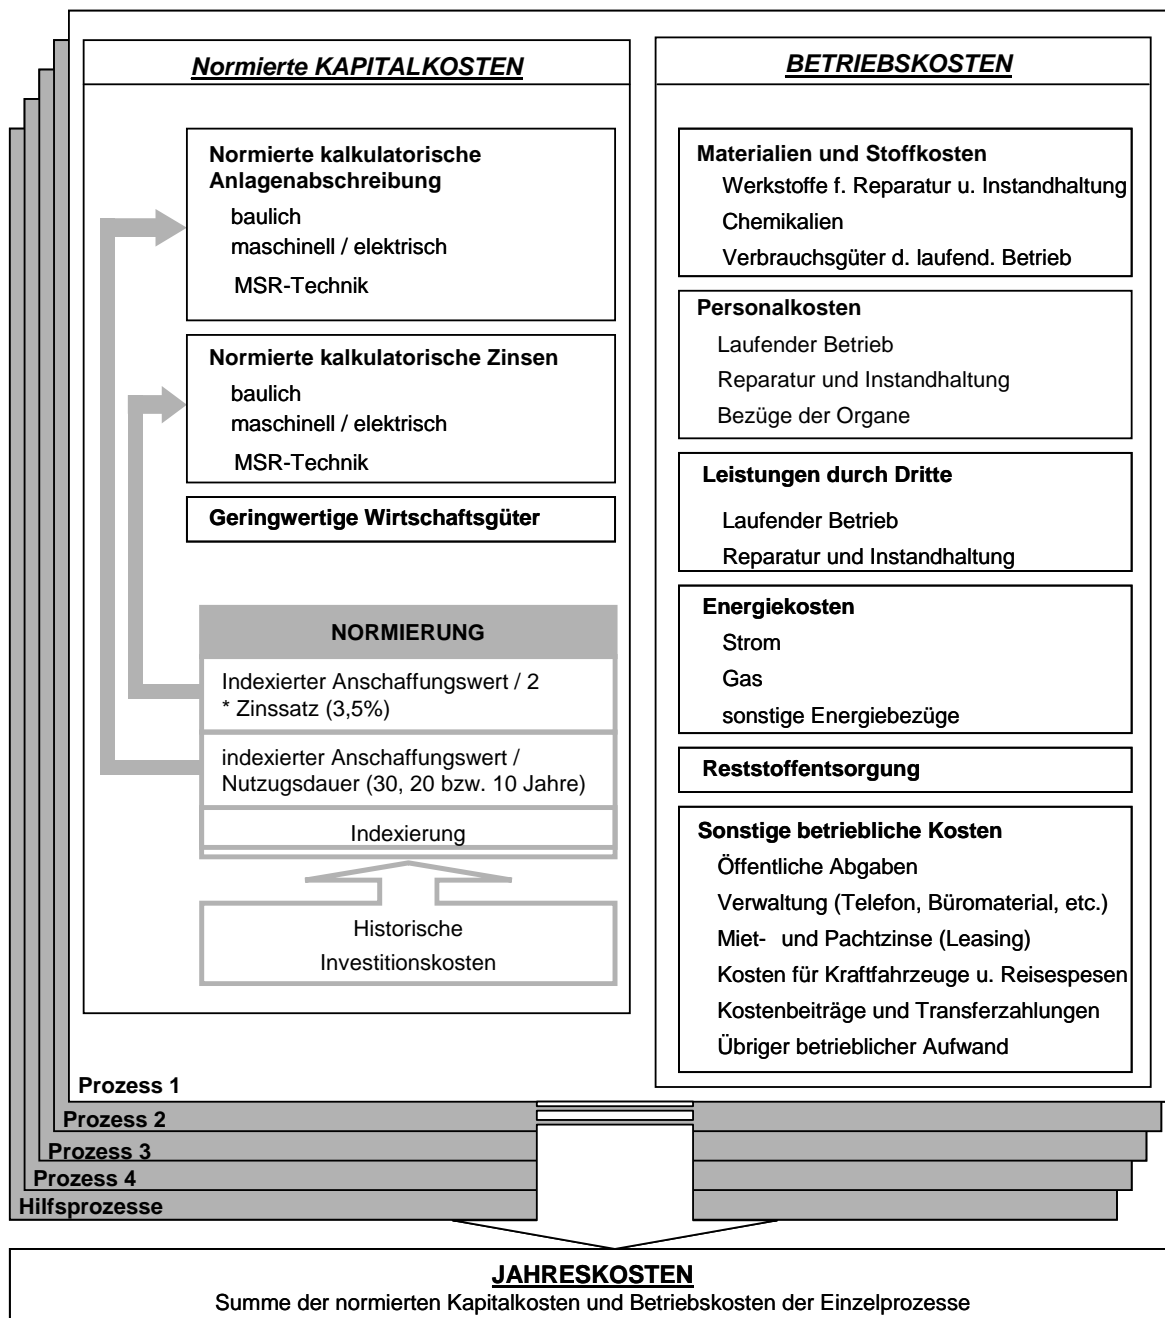 Normierte KAPITALKOSTEN
Normierte kalkulatorische
Anlagenabschreibung
baulich
maschinell / elektrisch
MSR-Technik
Normierte kalkulatorische Zinsen
baulich
maschinell / elektrisch
MSR-Technik
Geringwertige Wirtschaftsgüter
NORMIERUNG
Indexierter Anschaffungswert / 2
* Zinssatz (3,5%)
indexierter Anschaffungswert /
Nutzugsdauer (30, 20 bzw. 10 Jahre)
Indexierung
Historische
Investitionskosten
BETRIEBSKOSTEN
Materialien und Stoffkosten
Werkstoffe f. Reparatur u. Instandhaltung
Chemikalien
Verbrauchsgüter d. laufend. Betrieb
Personalkosten
Laufender Betrieb
Reparatur und Instandhaltung
Bezüge der Organe
Leistungen durch Dritte
Laufender Betrieb
Reparatur und Instandhaltung
Energiekosten
Strom
Gas
sonstige Energiebezüge
Reststoffentsorgung
Sonstige betriebliche Kosten
Öffentliche Abgaben
Verwaltung (Telefon, Büromaterial, etc.)
Miet- und Pachtzinse (Leasing)
Kosten für Kraftfahrzeuge u. Reisespesen
Kostenbeiträge und Transferzahlungen
Übriger betrieblicher Aufwand
Prozess 1
Prozess 2
Prozess 3
Prozess 4
Hilfsprozesse
JAHRESKOSTEN
Summe der normierten Kapitalkosten und Betriebskosten der Einzelprozesse